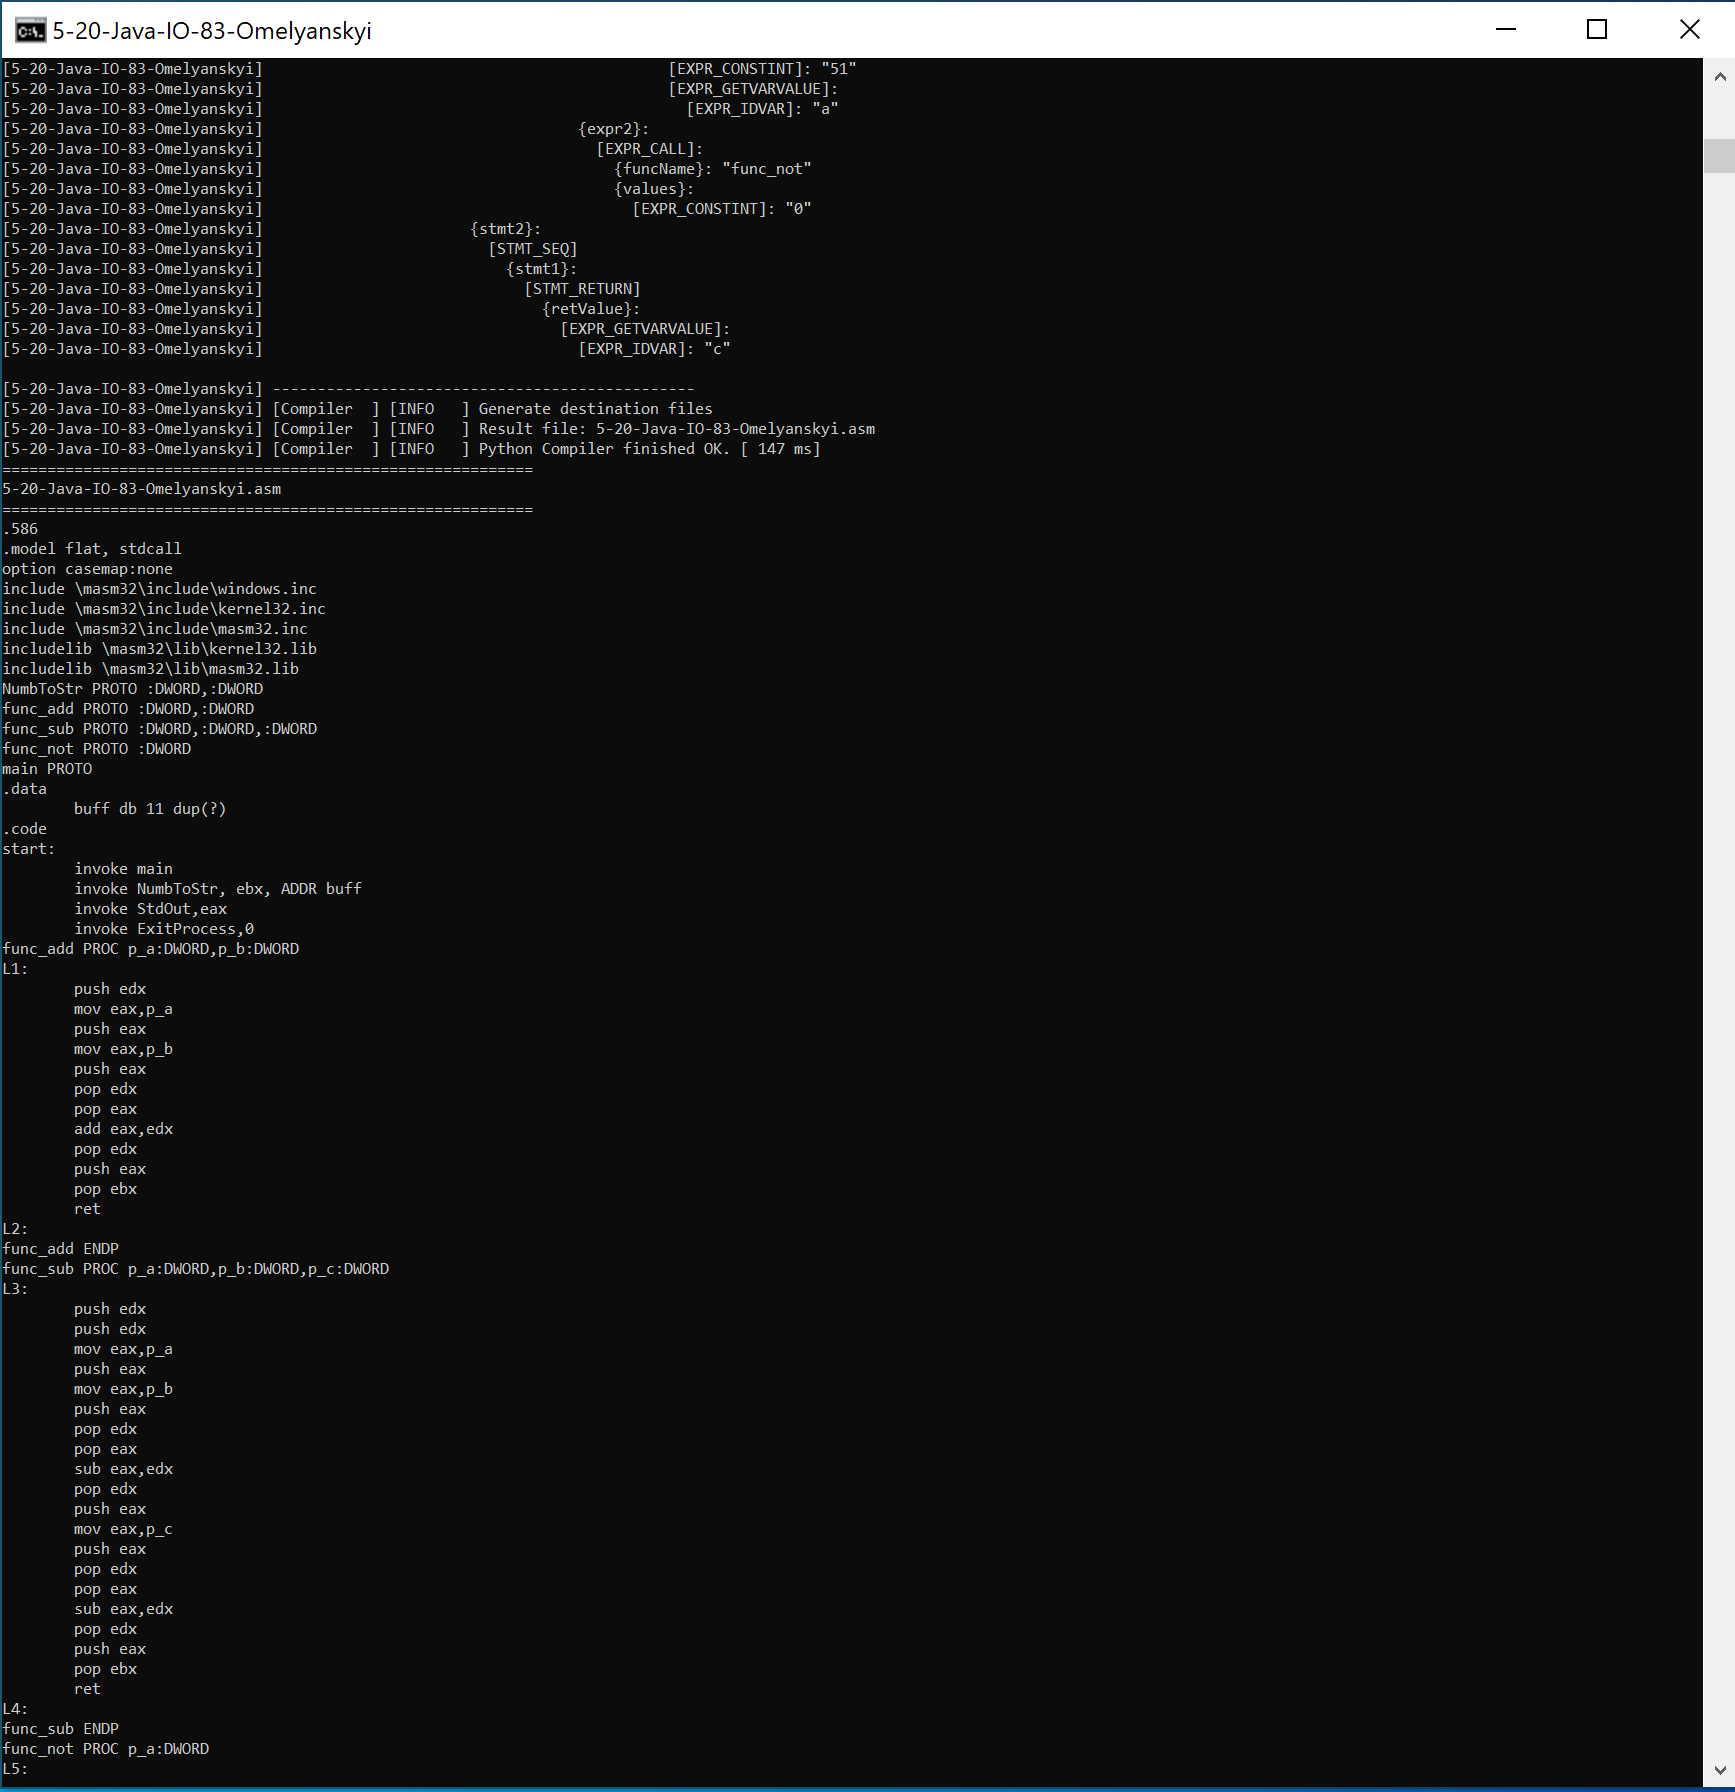 5-20-Java-IO-83-Omelyanskyi
[5-20-Java-IO-83-Omelyanskyi]                                             [EXPR_CONSTINT]: "51"
[5-20-Java-IO-83-Omelyanskyi]                                             [EXPR_GETVARVALUE]:
[5-20-Java-IO-83-Omelyanskyi]                                               [EXPR_IDVAR]: "a"
[5-20-Java-IO-83-Omelyanskyi]                                   {expr2}:
[5-20-Java-IO-83-Omelyanskyi]                                     [EXPR_CALL]:
[5-20-Java-IO-83-Omelyanskyi]                                       {funcName}: "func_not"
[5-20-Java-IO-83-Omelyanskyi]                                       {values}:
[5-20-Java-IO-83-Omelyanskyi]                                         [EXPR_CONSTINT]: "0"
[5-20-Java-IO-83-Omelyanskyi]                       {stmt2}:
[5-20-Java-IO-83-Omelyanskyi]                         [STMT_SEQ]
[5-20-Java-IO-83-Omelyanskyi]                           {stmt1}:
[5-20-Java-IO-83-Omelyanskyi]                             [STMT_RETURN]
[5-20-Java-IO-83-Omelyanskyi]                               {retValue}:
[5-20-Java-IO-83-Omelyanskyi]                                 [EXPR_GETVARVALUE]:
[5-20-Java-IO-83-Omelyanskyi]                                   [EXPR_IDVAR]: "c"
[5-20-Java-IO-83-Omelyanskyi] -----------------------------------------------
[5-20-Java-IO-83-Omelyanskyi] [Compiler  ] [INFO   ] Generate destination files
[5-20-Java-IO-83-Omelyanskyi] [Compiler  ] [INFO   ] Result file: 5-20-Java-IO-83-Omelyanskyi.asm
[5-20-Java-IO-83-Omelyanskyi] [Compiler  ] [INFO   ] Python Compiler finished OK. [ 147 ms]
===========================================================
5-20-Java-IO-83-Omelyanskyi.asm
===========================================================
.586
.model flat, stdcall
option casemap:none
include \masm32\include\windows.inc
include \masm32\include\kernel32.inc
include \masm32\include\masm32.inc
includelib \masm32\lib\kernel32.lib
includelib \masm32\lib\masm32.lib
NumbToStr PROTO :DWORD,:DWORD
func_add PROTO :DWORD,:DWORD
func_sub PROTO :DWORD,:DWORD,:DWORD
func_not PROTO :DWORD
main PROTO
.data
        buff db 11 dup(?)
.code
start:
        invoke main
        invoke NumbToStr, ebx, ADDR buff
        invoke StdOut,eax
        invoke ExitProcess,0
func_add PROC p_a:DWORD,p_b:DWORD
L1:
        push edx
        mov eax,p_a
        push eax
        mov eax,p_b
        push eax
        pop edx
        pop eax
        add eax,edx
        pop edx
        push eax
        pop ebx
        ret
L2:
func_add ENDP
func_sub PROC p_a:DWORD,p_b:DWORD,p_c:DWORD
L3:
        push edx
        push edx
        mov eax,p_a
        push eax
        mov eax,p_b
        push eax
        pop edx
        pop eax
        sub eax,edx
        pop edx
        push eax
        mov eax,p_c
        push eax
        pop edx
        pop eax
        sub eax,edx
        pop edx
        push eax
        pop ebx
        ret
L4:
func_sub ENDP
func_not PROC p_a:DWORD
L5: